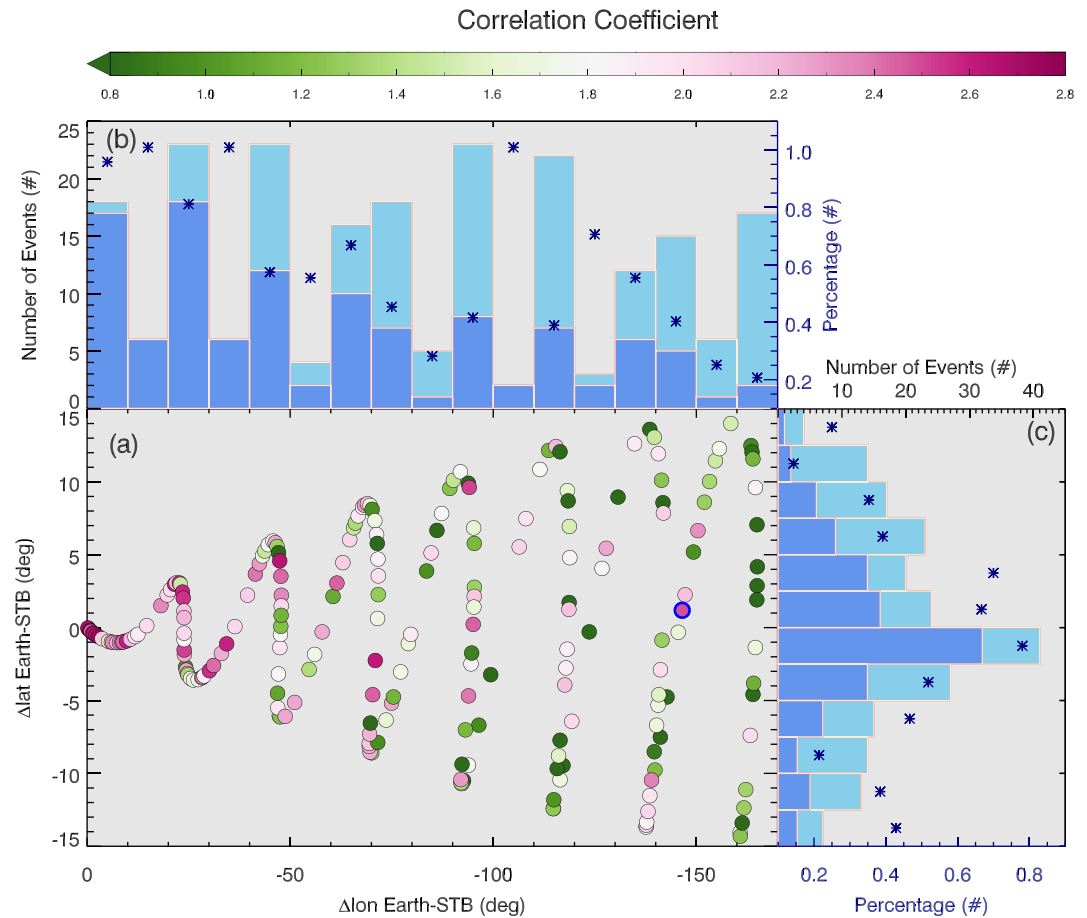 Correlation Coefficient
0.8 1.0 1.2 1.4 1.6 1.8 2.0 2.2 2.4 2.6 2.8
(b)
25
20
15
10
5
0
Number of Events (#)
1.0
0.8
0.6
0.4
0.2
Percentage (#)
Number of Events (#)
10 20 30 40
(a)
15
10
5
0
-5
-10
-15
Δlat Earth-STB (deg)
0 -50 -100 -150
Δlon Earth-STB (deg)
(c)
0.2 0.4 0.6 0.8
Percentage (#)